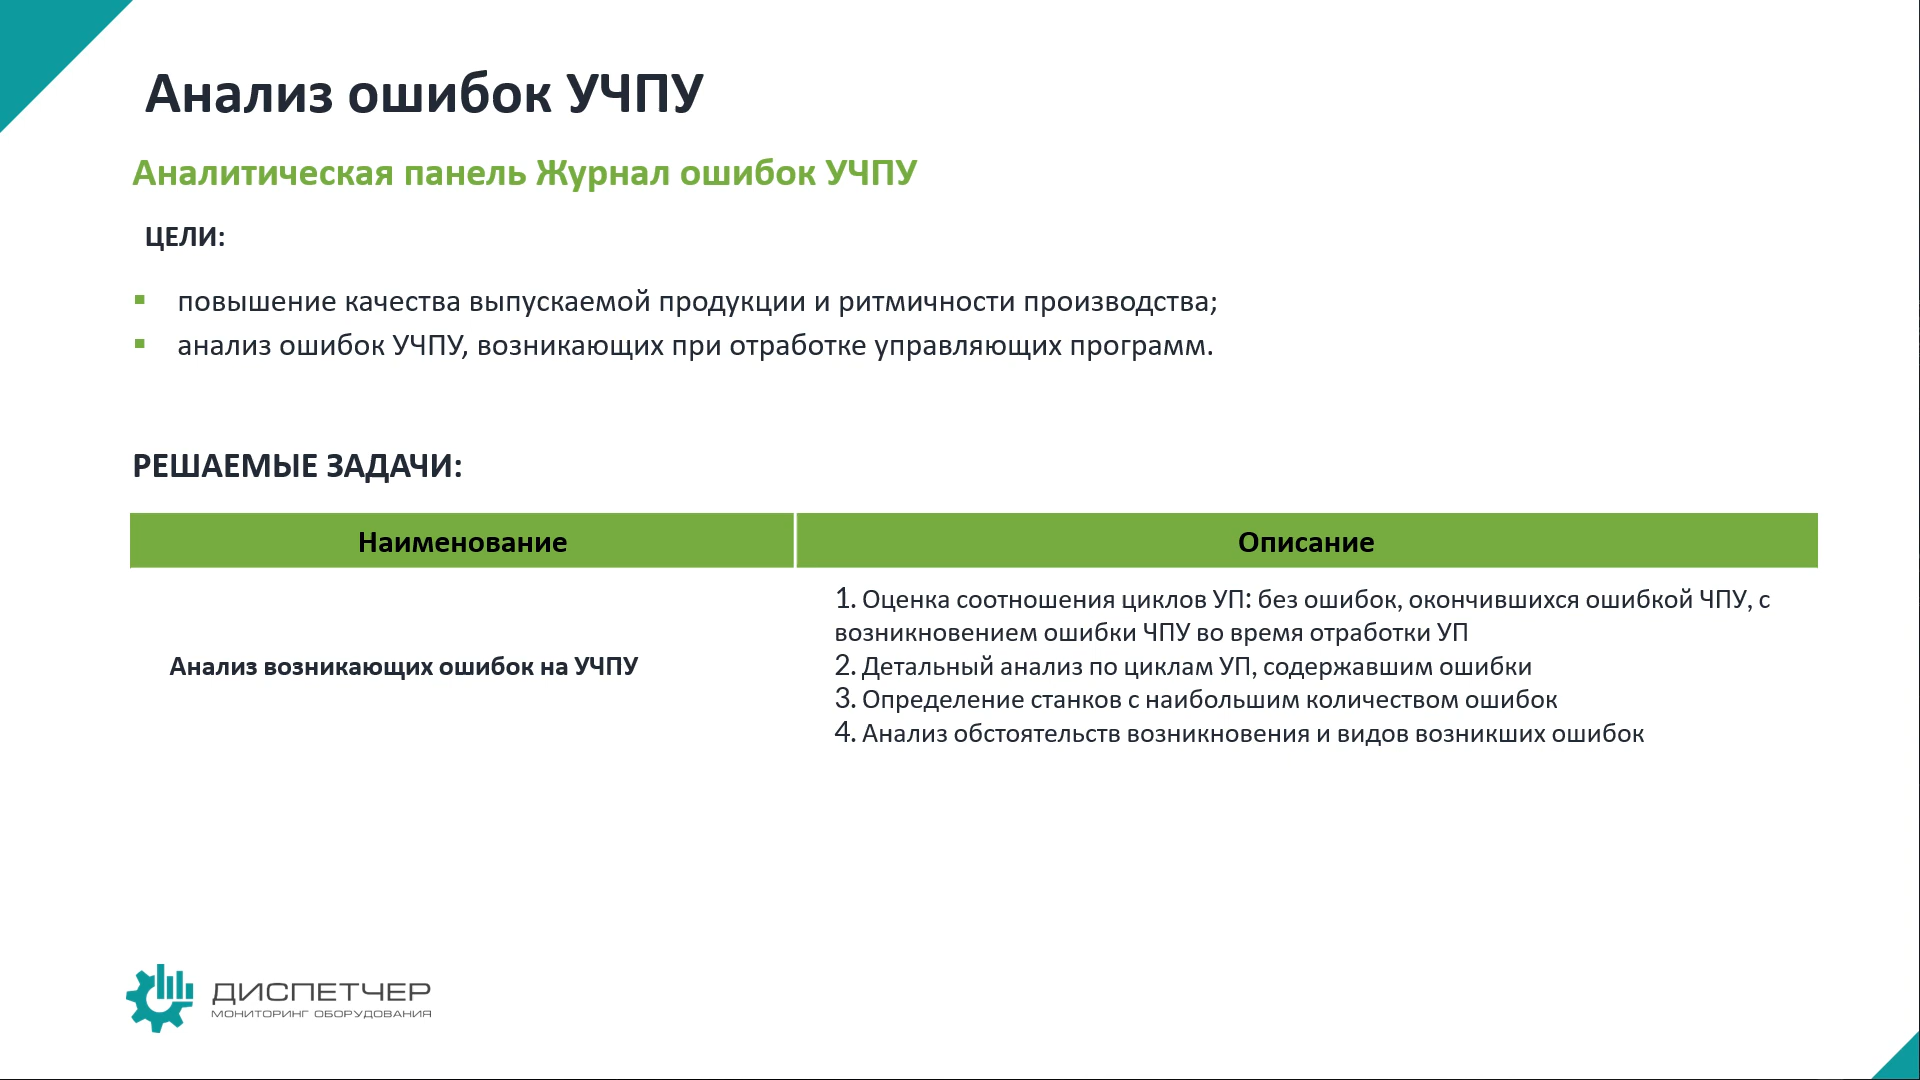 Анализ ошибок УЧПУ
Аналитическая панель Журнал ошибок УЧПУ
ЦЕЛИ:
▪ повышение качества выпускаемой продукции и ритмичности производства;
▪ анализ ошибок УЧПУ, возникающих при отработке управляющих программ.
РЕШАЕМЫЕ ЗАДАЧИ:
Наименование
Описание
Анализ возникающих ошибок на УЧПУ
1. Оценка соотношения циклов УП: без ошибок, окончившихся ошибкой ЧПУ, с
возникновением ошибки ЧПУ во время отработки УП
2. Детальный анализ по циклам УП, содержавшим ошибки
3. Определение станков с наибольшим количеством ошибок
4. Анализ обстоятельств возникновения и видов возникших ошибок
ДИСПЕТЧЕР
МОНИТОРИНГ ОБОРУДОВАНИЯ